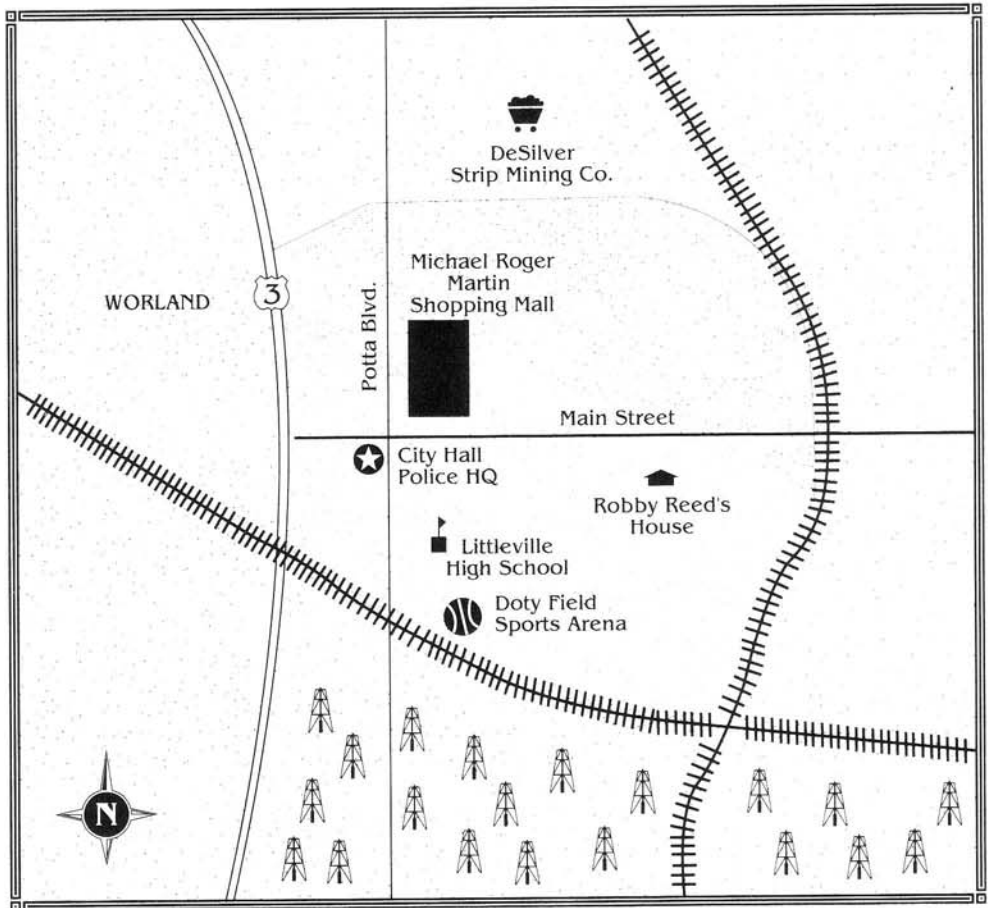 DeSilver
Strip Mining Co.
Michael Roger
Martin
Shopping Mall
WORLAND
3
Potta Blvd.
Main Street
City Hall
Police HQ
Robby Reed's
House
Littleville
High School
Doty Field
Sports Arena
N